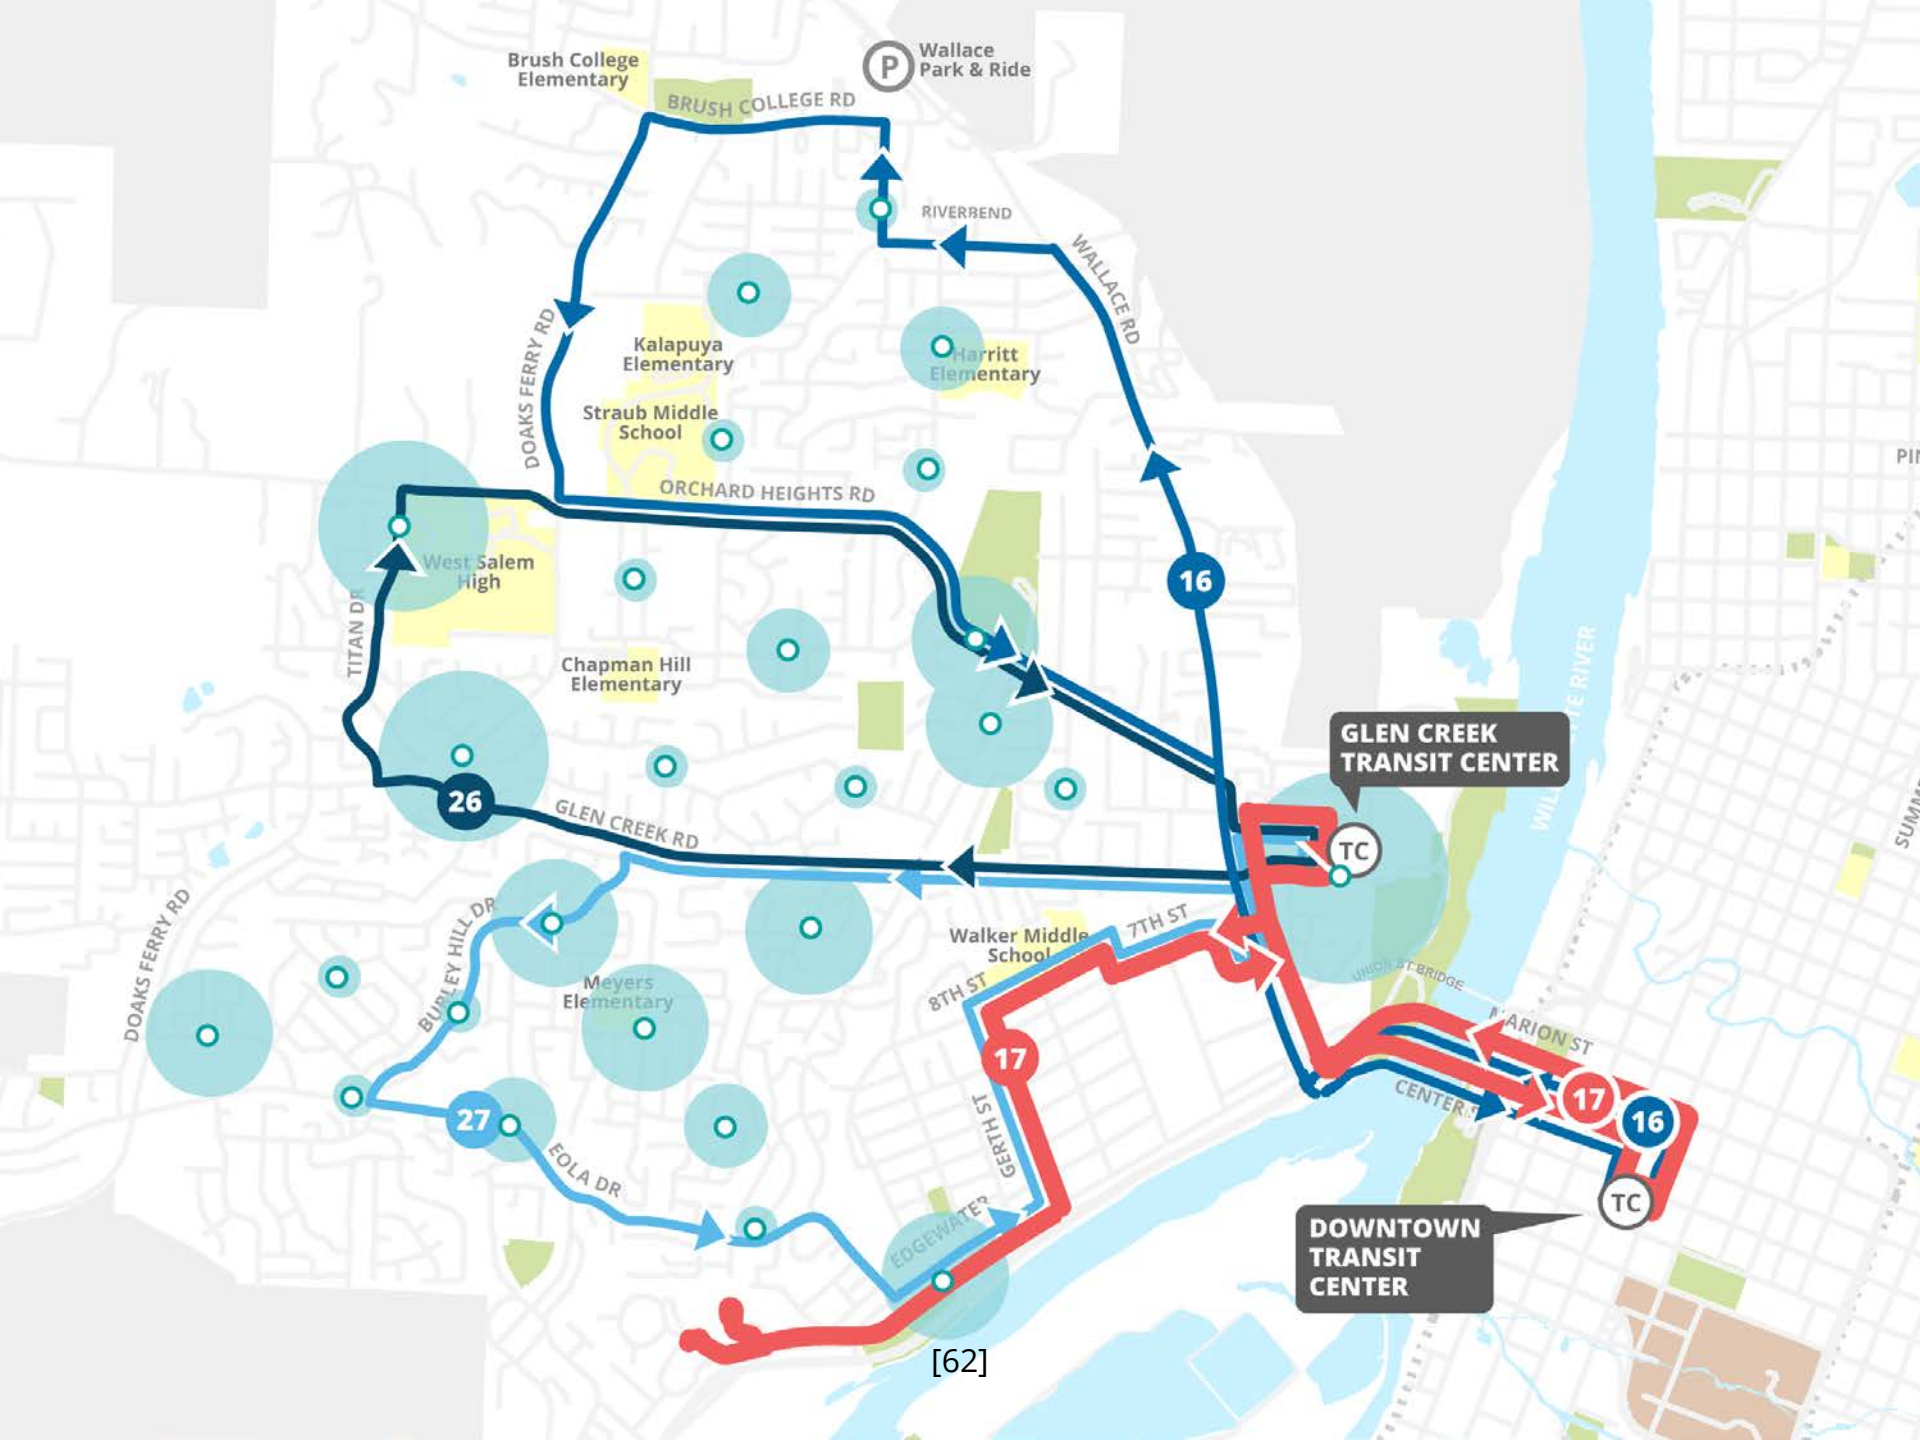 Brush College
Elementary
Wallace
Park & Ride
BRUSH COLLEGE RD
RIVERBEND
WALLACE RD
DOAKS FERRY RD
Kalapuya
Elementary
Harritt
Elementary
Straub Middle
School
ORCHARD HEIGHTS RD
West Salem
High
16
TITAN DR
Chapman Hill
Elementary
GLEN CREEK
TRANSIT CENTER
26
GLEN CREEK RD
TC
DOAKS FERRY RD
BURLEY HILL DR
Walker Middle
School
7TH ST
8TH ST
Meyers
Elementary
UNION ST BRIDGE
MARION ST
17
CENTER
17
16
27
GERTH ST
EOLA DR
EDGEWATER
TC
DOWNTOWN
TRANSIT
CENTER
[62]